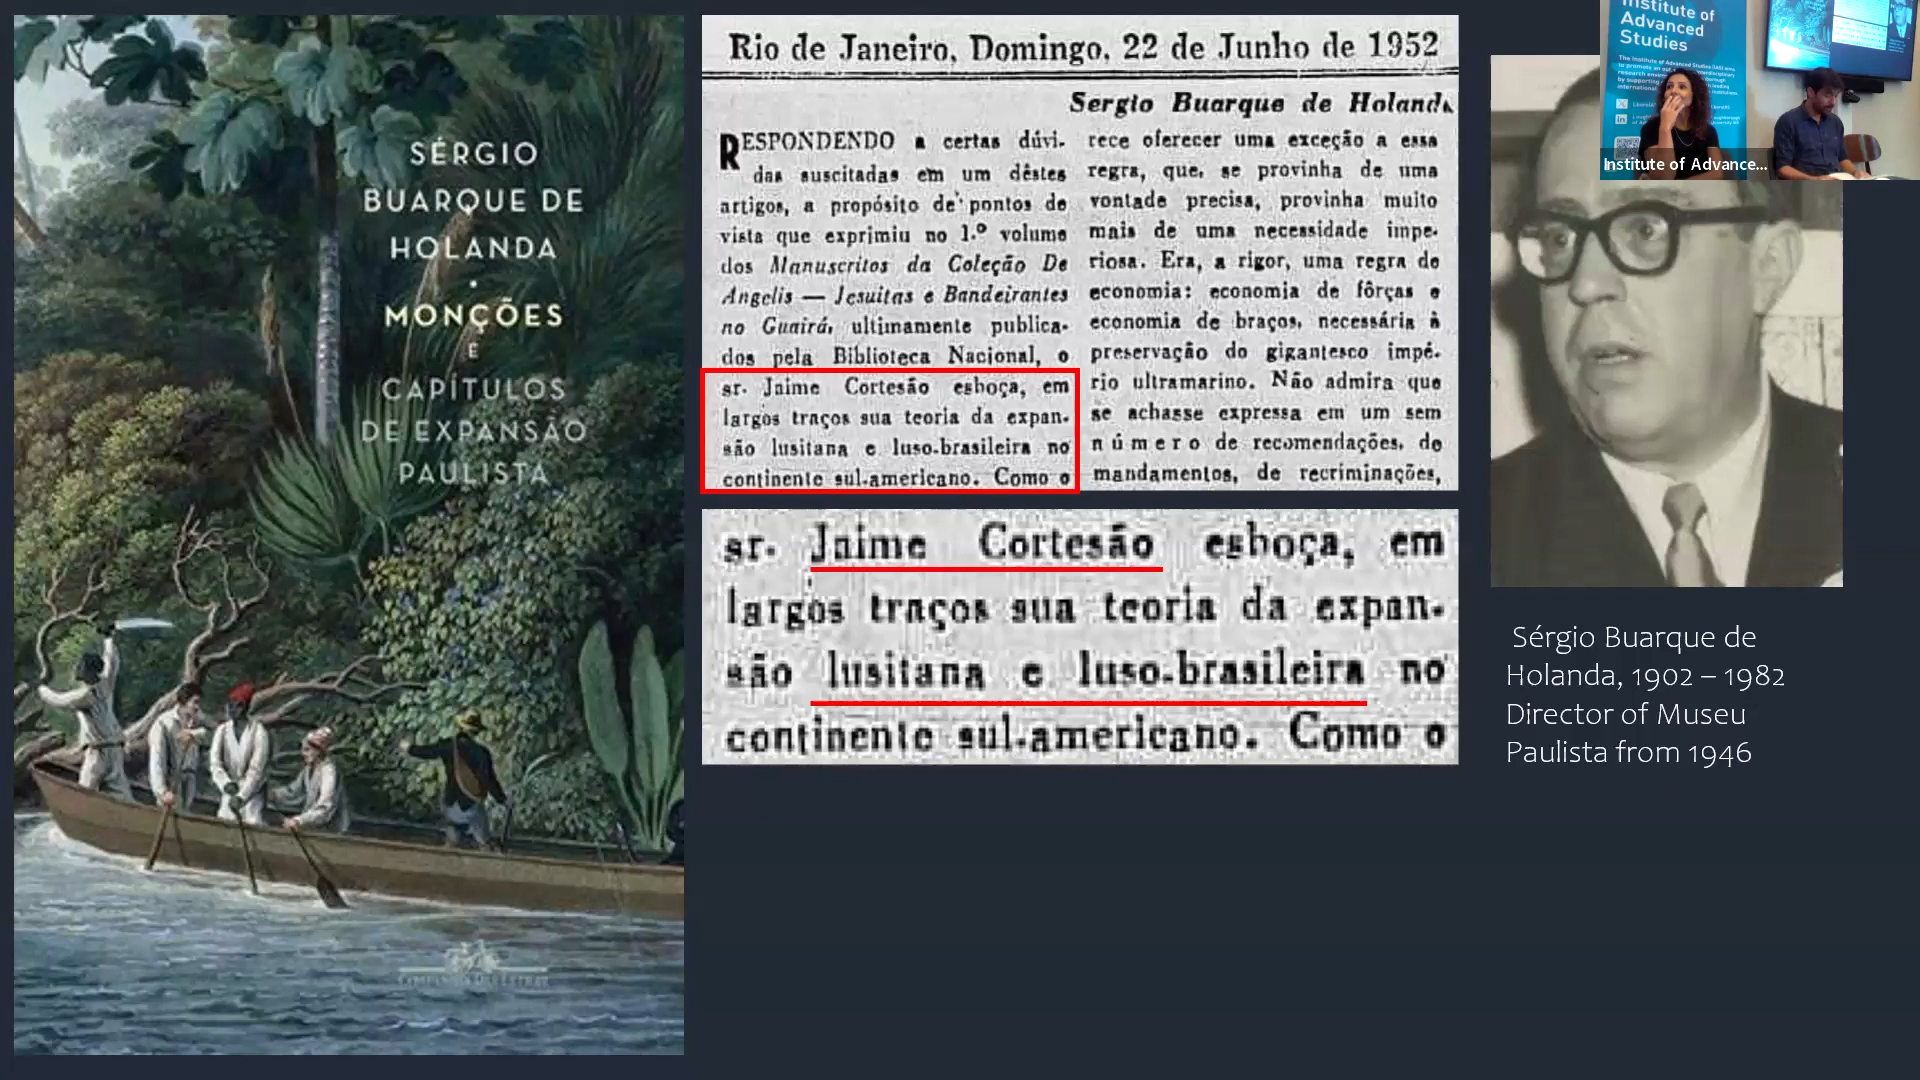 SÉRGIO
BUARQUE DE
HOLANDA
•
MONÇÕES
E
CAPÍTULOS
DE EXPANSÃO
PAULISTA
Rio de Janeiro, Domingo, 22 de Junho de 1952
Sergio Buarque de Holanda
RESPONDENDO a certas dúvi-
das suscitadas em um dêstes
artigos, a propósito de pontos de
vista que exprimiu no 1.º volume
dos Manuscritos da Coleção De
Angelis — Jesuitas e Bandeirantes
no Guairá, ultimamente publica-
dos pela Biblioteca Nacional, o
sr. Jaime Cortesão esboça, em
largos traços sua teoria da expan-
são lusitana e luso-brasileira no
continente sul-americano. Como o
rece oferecer uma exceção a essa
regra, que, se provinha de uma
vontade precisa, provinha muito
mais de uma necessidade impe-
riosa. Era, a rigor, uma regra de
economia: economia de fôrças e
economia de braços, necessária à
preservação do gigantesco impé-
rio ultramarino. Não admira que
se achasse expressa em um sem
número de recomendações, de
mandamentos, de recriminações,
sr. Jaime Cortesão esboça, em
largos traços sua teoria da expan-
são lusitana e luso-brasileira no
continente sul-americano. Como o
Sérgio Buarque de
Holanda, 1902 – 1982
Director of Museu
Paulista from 1946
Institute of
Advanced
Studies
Institute of Advance...